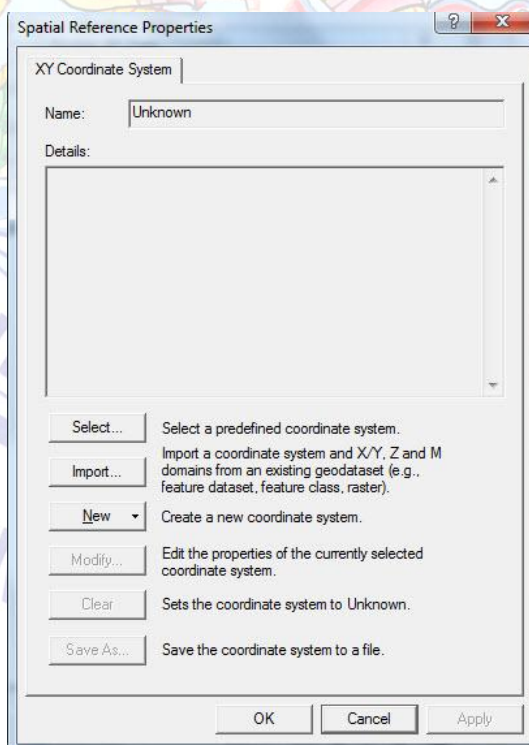 Spatial Reference Properties
XY Coordinate System
Name: Unknown
Details:
Select... Select a predefined coordinate system.
Import... Import a coordinate system and X/Y, Z and M
domains from an existing geodataset (e.g.,
feature dataset, feature class, raster).
New Create a new coordinate system.
Modify... Edit the properties of the currently selected
coordinate system.
Clear Sets the coordinate system to Unknown.
Save As... Save the coordinate system to a file.
OK Cancel Apply